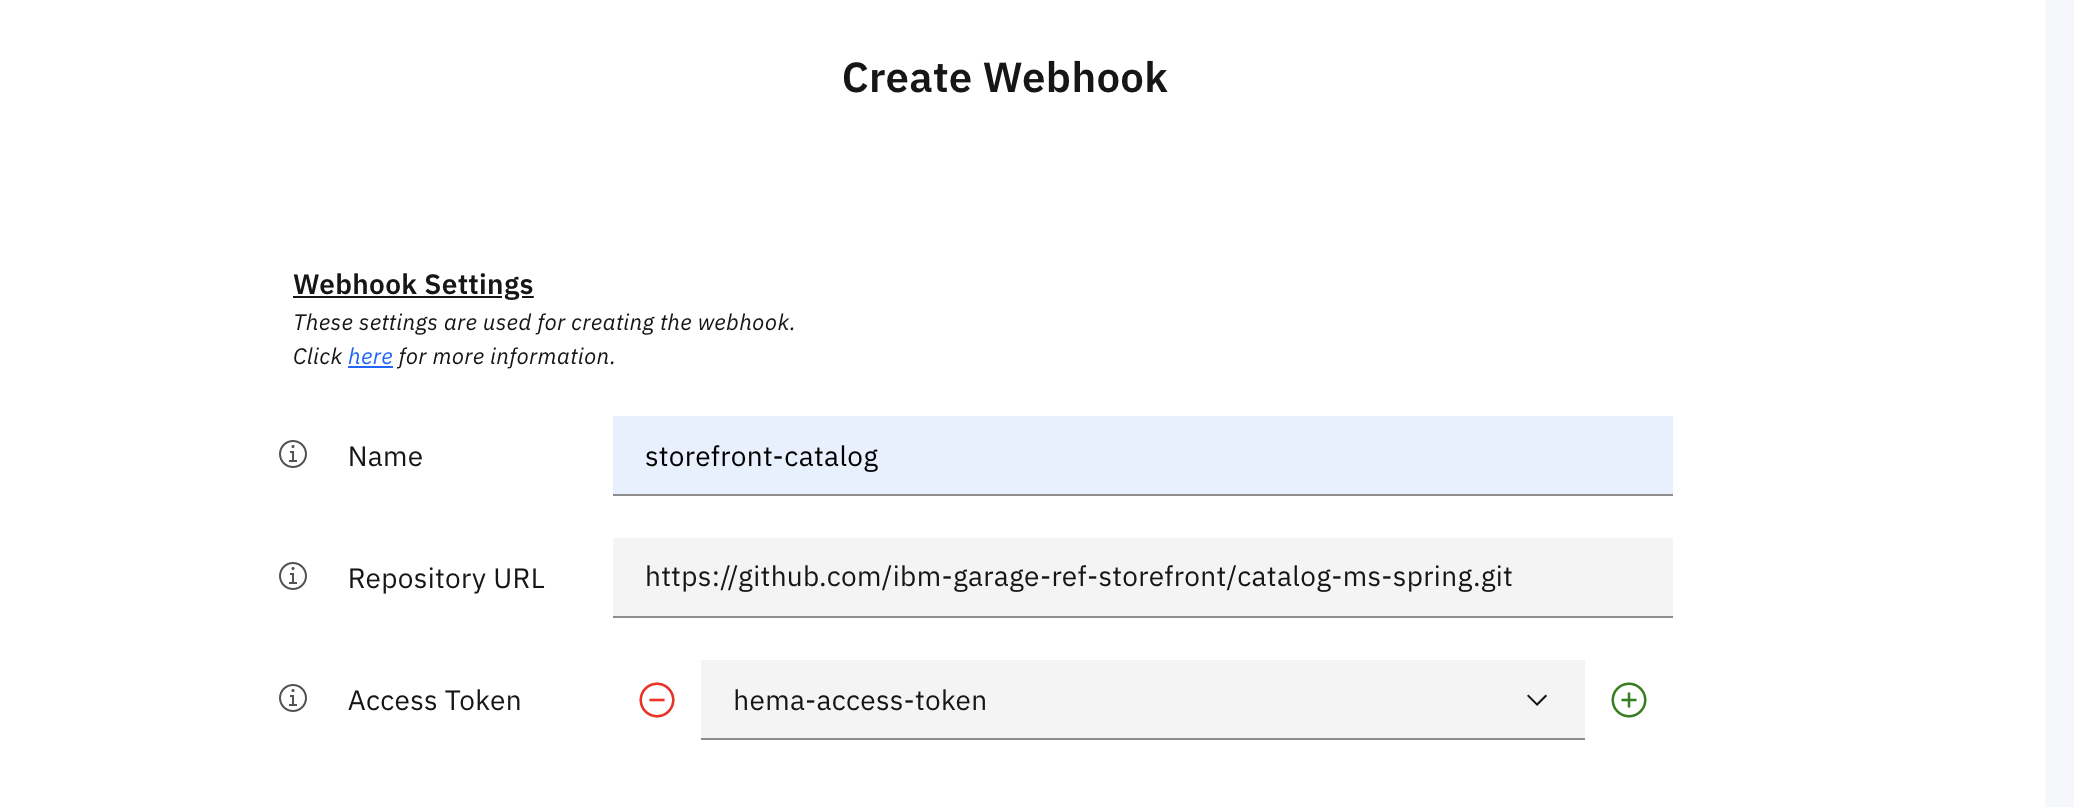 Create Webhook
Webhook Settings
These settings are used for creating the webhook.
Click here for more information.
Name
storefront-catalog
Repository URL
https://github.com/ibm-garage-ref-storefront/catalog-ms-spring.git
Access Token
hema-access-token